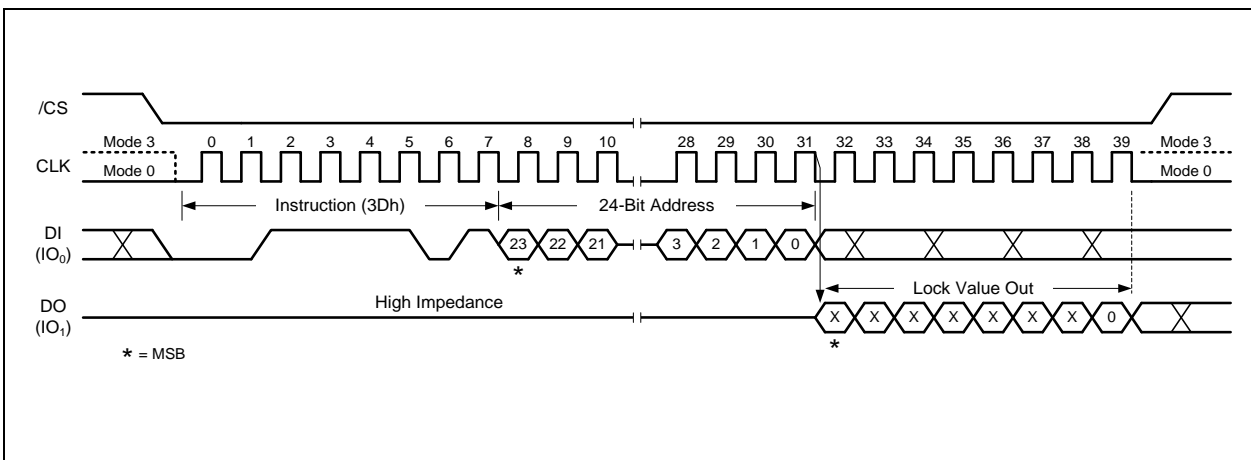 /CS
Mode 3 0 1 2 3 4 5 6 7 8 9 10 28 29 30 31 32 33 34 35 36 37 38 39 Mode 3
CLK Mode 0 Mode 0
Instruction (3Dh) 24-Bit Address
DI
(IO₀) 23 22 21 3 2 1 0
*
High Impedance Lock Value Out
DO
(IO₁) X X X X X X X 0
*
* = MSB